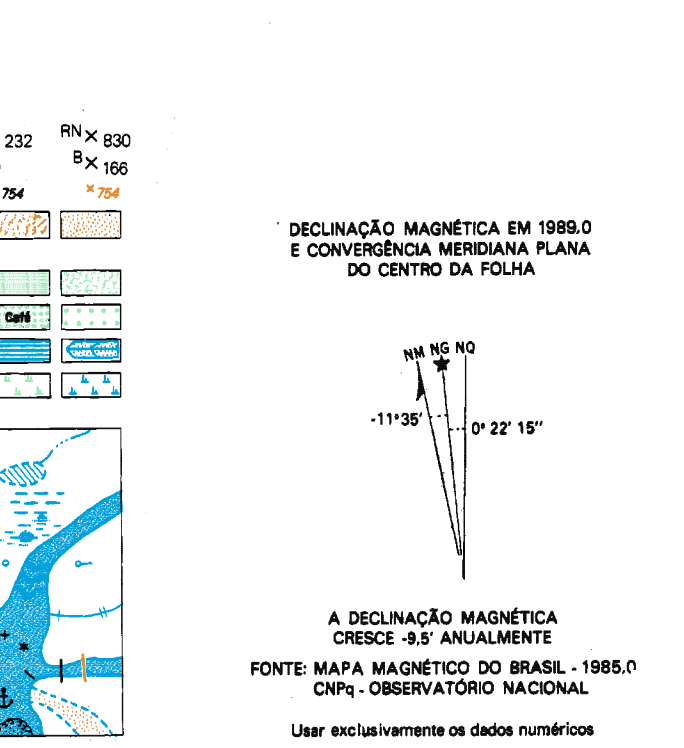 232 RN × 830
B × 166
754 × 754
Café
DECLINAÇÃO MAGNÉTICA EM 1989.0
E CONVERGÊNCIA MERIDIANA PLANA
DO CENTRO DA FOLHA
NM NG NQ
-11°35'
0° 22' 15"
A DECLINAÇÃO MAGNÉTICA
CRESCE -9,5' ANUALMENTE
FONTE: MAPA MAGNÉTICO DO BRASIL - 1985.0
CNPq - OBSERVATÓRIO NACIONAL
Usar exclusivamente os dados numéricos